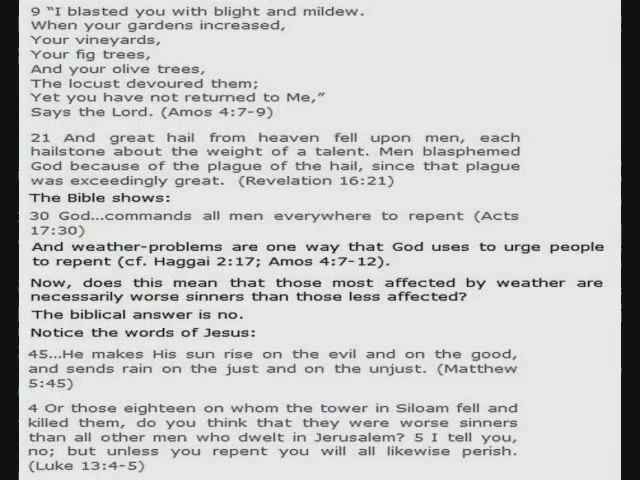 9 “I blasted you with blight and mildew.
When your gardens increased,
Your vineyards,
Your fig trees,
And your olive trees,
The locust devoured them;
Yet you have not returned to Me,”
Says the Lord. (Amos 4:7-9)
21 And great hail from heaven fell upon men, each
hailstone about the weight of a talent. Men blasphemed
God because of the plague of the hail, since that plague
was exceedingly great. (Revelation 16:21)
The Bible shows:
30 God...commands all men everywhere to repent (Acts
17:30)
And weather-problems are one way that God uses to urge people
to repent (cf. Haggai 2:17; Amos 4:7-12).
Now, does this mean that those most affected by weather are
necessarily worse sinners than those less affected?
The biblical answer is no.
Notice the words of Jesus:
45...He makes His sun rise on the evil and on the good,
and sends rain on the just and on the unjust. (Matthew
5:45)
4 Or those eighteen on whom the tower in Siloam fell and
killed them, do you think that they were worse sinners
than all other men who dwelt in Jerusalem? 5 I tell you,
no; but unless you repent you will all likewise perish.
(Luke 13:4-5)